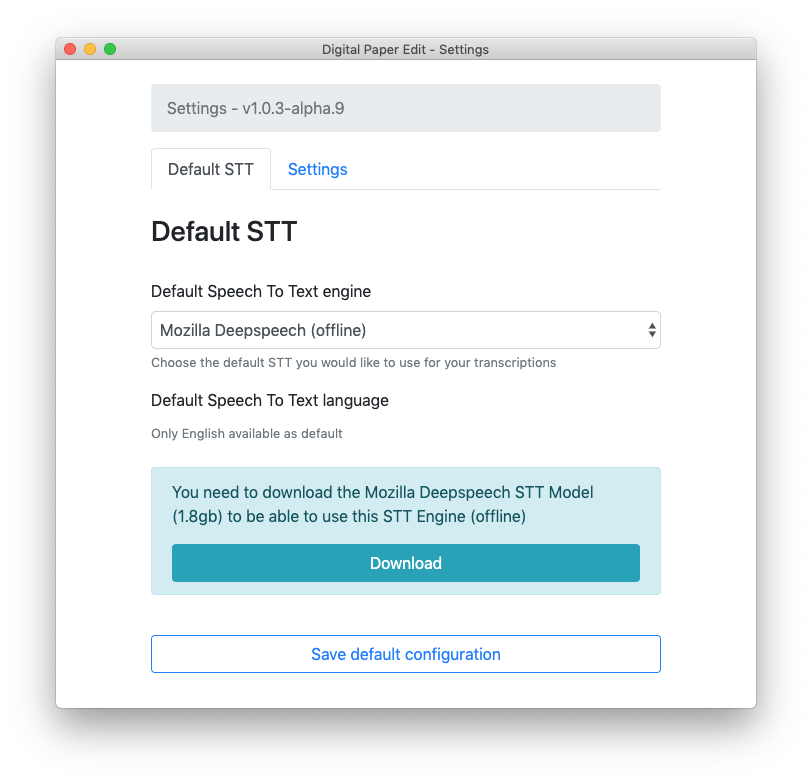 Digital Paper Edit - Settings
Settings - v1.0.3-alpha.9
Default STT Settings
Default STT
Default Speech To Text engine
Mozilla Deepspeech (offline)
Choose the default STT you would like to use for your transcriptions
Default Speech To Text language
Only English available as default
You need to download the Mozilla Deepspeech STT Model
(1.8gb) to be able to use this STT Engine (offline)
Download
Save default configuration